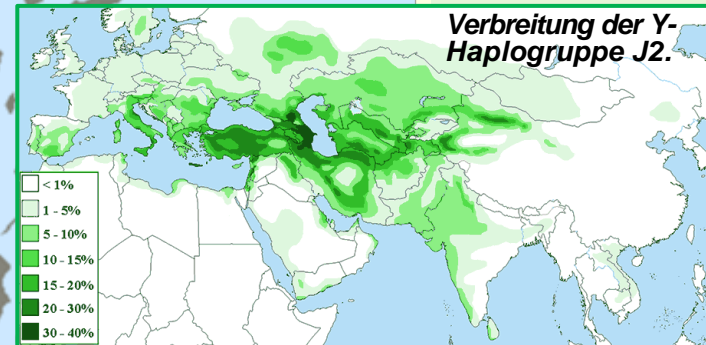 Verbreitung der Y-
Haplogruppe J2.
< 1%
1 - 5%
5 - 10%
10 - 15%
15 - 20%
20 - 30%
30 - 40%